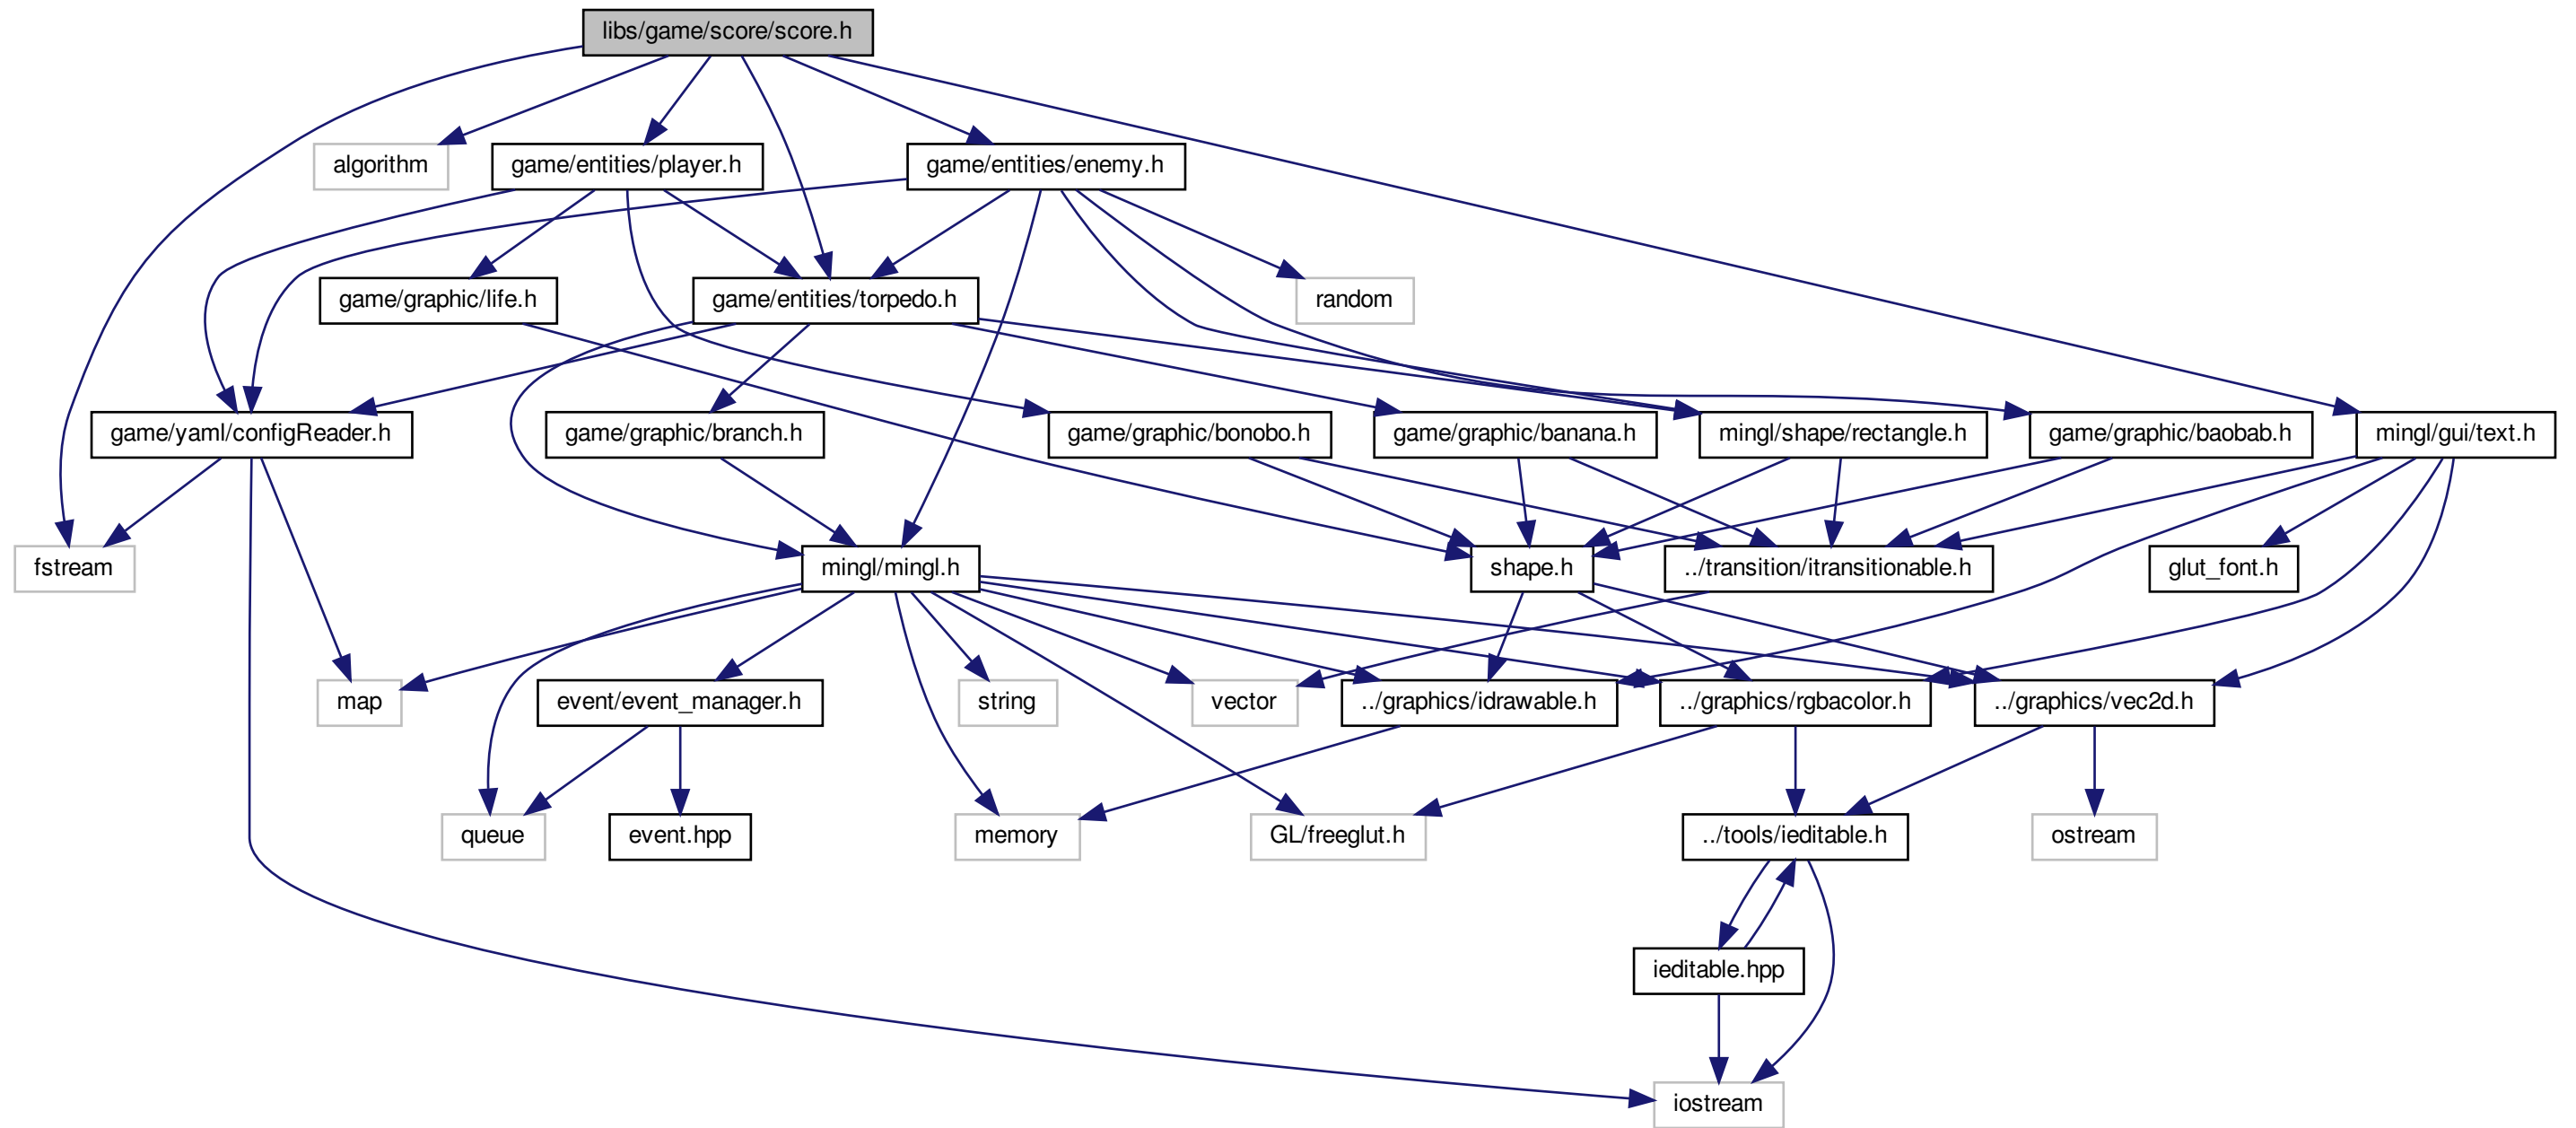 libs/game/score/score.h
algorithm
game/entities/player.h
game/entities/enemy.h
game/graphic/life.h
game/entities/torpedo.h
random
game/yaml/configReader.h
game/graphic/branch.h
game/graphic/bonobo.h
game/graphic/banana.h
mingl/shape/rectangle.h
game/graphic/baobab.h
mingl/gui/text.h
fstream
mingl/mingl.h
shape.h
../transition/itransitionable.h
glut_font.h
map
event/event_manager.h
string
vector
../graphics/idrawable.h
../graphics/rgbacolor.h
../graphics/vec2d.h
queue
event.hpp
memory
GL/freeglut.h
../tools/ieditable.h
ostream
ieditable.hpp
iostream